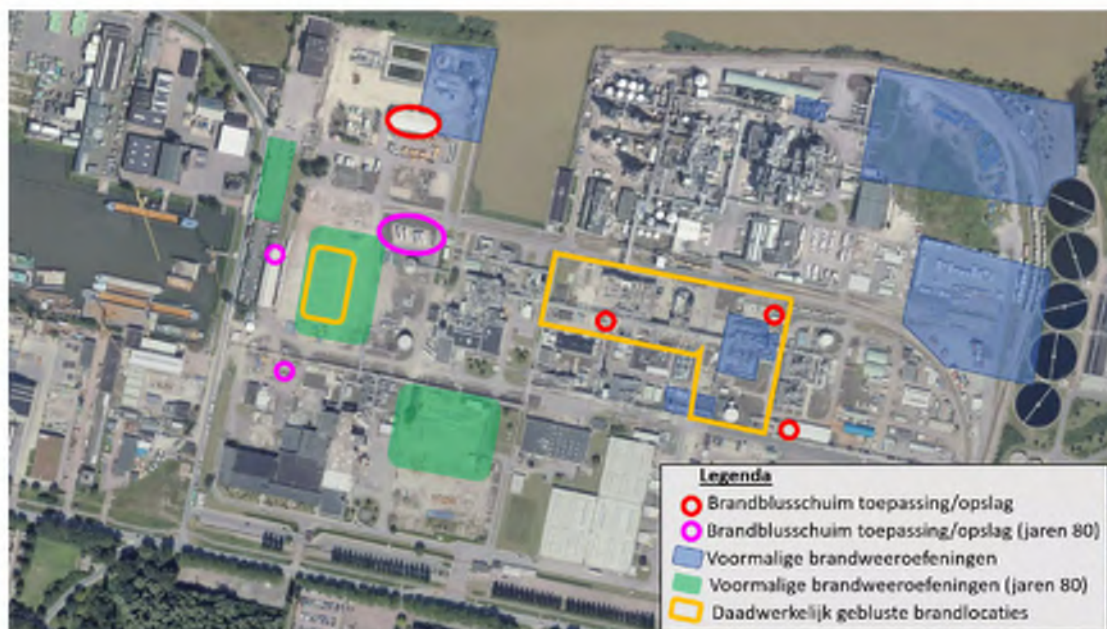 Legenda
Brandblusschuim toepassing/opslag
Brandblusschuim toepassing/opslag (jaren 80)
Voormalige brandweeroefeningen
Voormalige brandweeroefeningen (jaren 80)
Daadwerkelijk gebluste brandlocaties